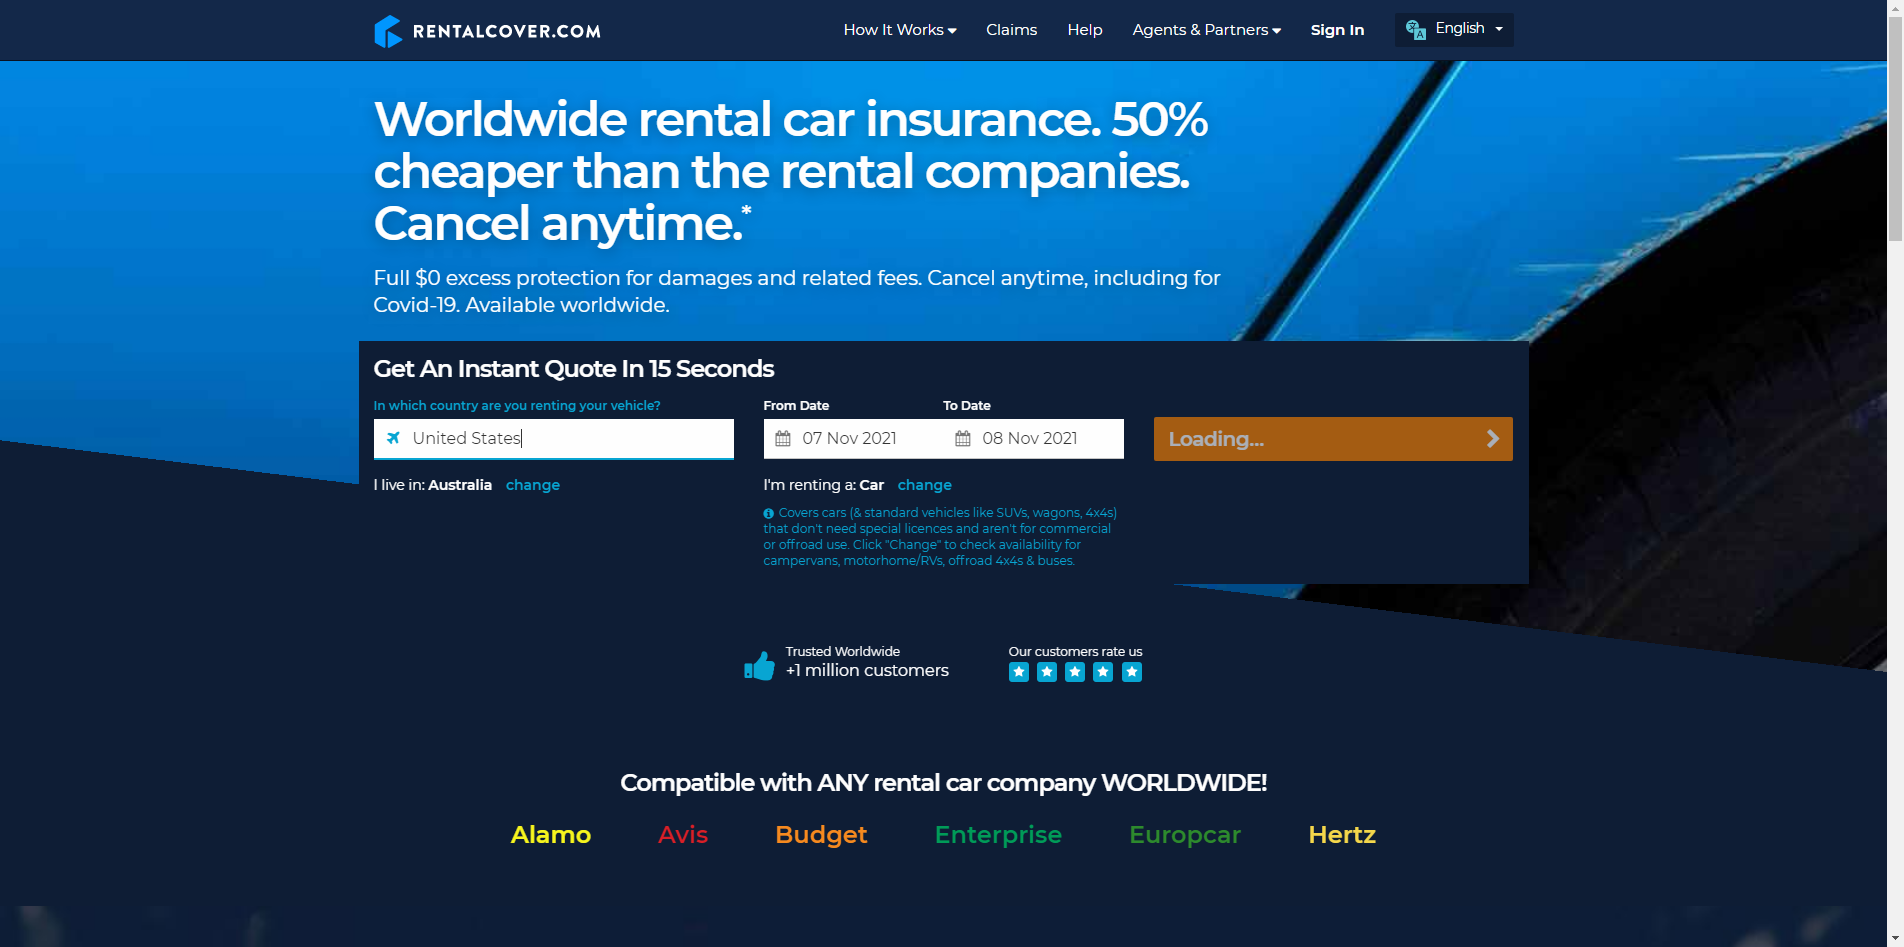 RENTALCOVER.COM
How It Works
Claims
Help
Agents & Partners
Sign In
English
Worldwide rental car insurance. 50%
cheaper than the rental companies.
Cancel anytime.*
Full $0 excess protection for damages and related fees. Cancel anytime, including for
Covid-19. Available worldwide.
Get An Instant Quote In 15 Seconds
In which country are you renting your vehicle?
United States
From Date
To Date
07 Nov 2021
08 Nov 2021
Loading...
I live in: Australia change
I'm renting a: Car change
Covers cars (& standard vehicles like SUVs, wagons, 4x4s)
that don't need special licences and aren't for commercial
or offroad use. Click "Change" to check availability for
campervans, motorhome/RVs, offroad 4x4s & buses.
Trusted Worldwide
+1 million customers
Our customers rate us
Compatible with ANY rental car company WORLDWIDE!
Alamo
Avis
Budget
Enterprise
Europcar
Hertz